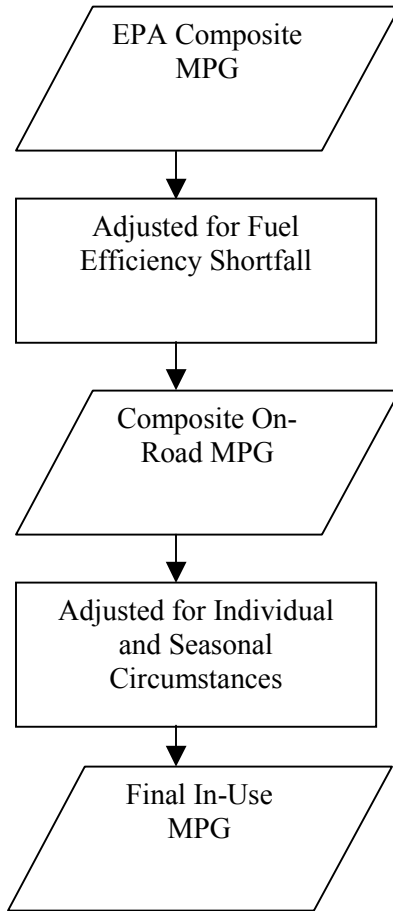 EPA Composite
MPG
Adjusted for Fuel
Efficiency Shortfall
Composite On-
Road MPG
Adjusted for Individual
and Seasonal
Circumstances
Final In-Use
MPG